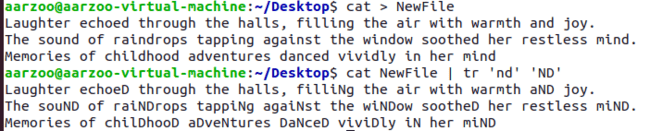 aarzoo@aarzoo-virtual-machine:~/Desktop$ cat > NewFile
Laughter echoed through the halls, filling the air with warmth and joy.
The sound of raindrops tapping against the window soothed her restless mind.
Memories of childhood adventures danced vividly in her mind
aarzoo@aarzoo-virtual-machine:~/Desktop$ cat NewFile | tr 'nd' 'ND'
Laughter echoeD through the halls, filliNg the air with warmth aND joy.
The souND of raiNDrops tappiNg agaiNst the wiNDow sootheD her restless miND.
Memories of chilDhooD aDveNtures DaNceD viviDly iN her miND